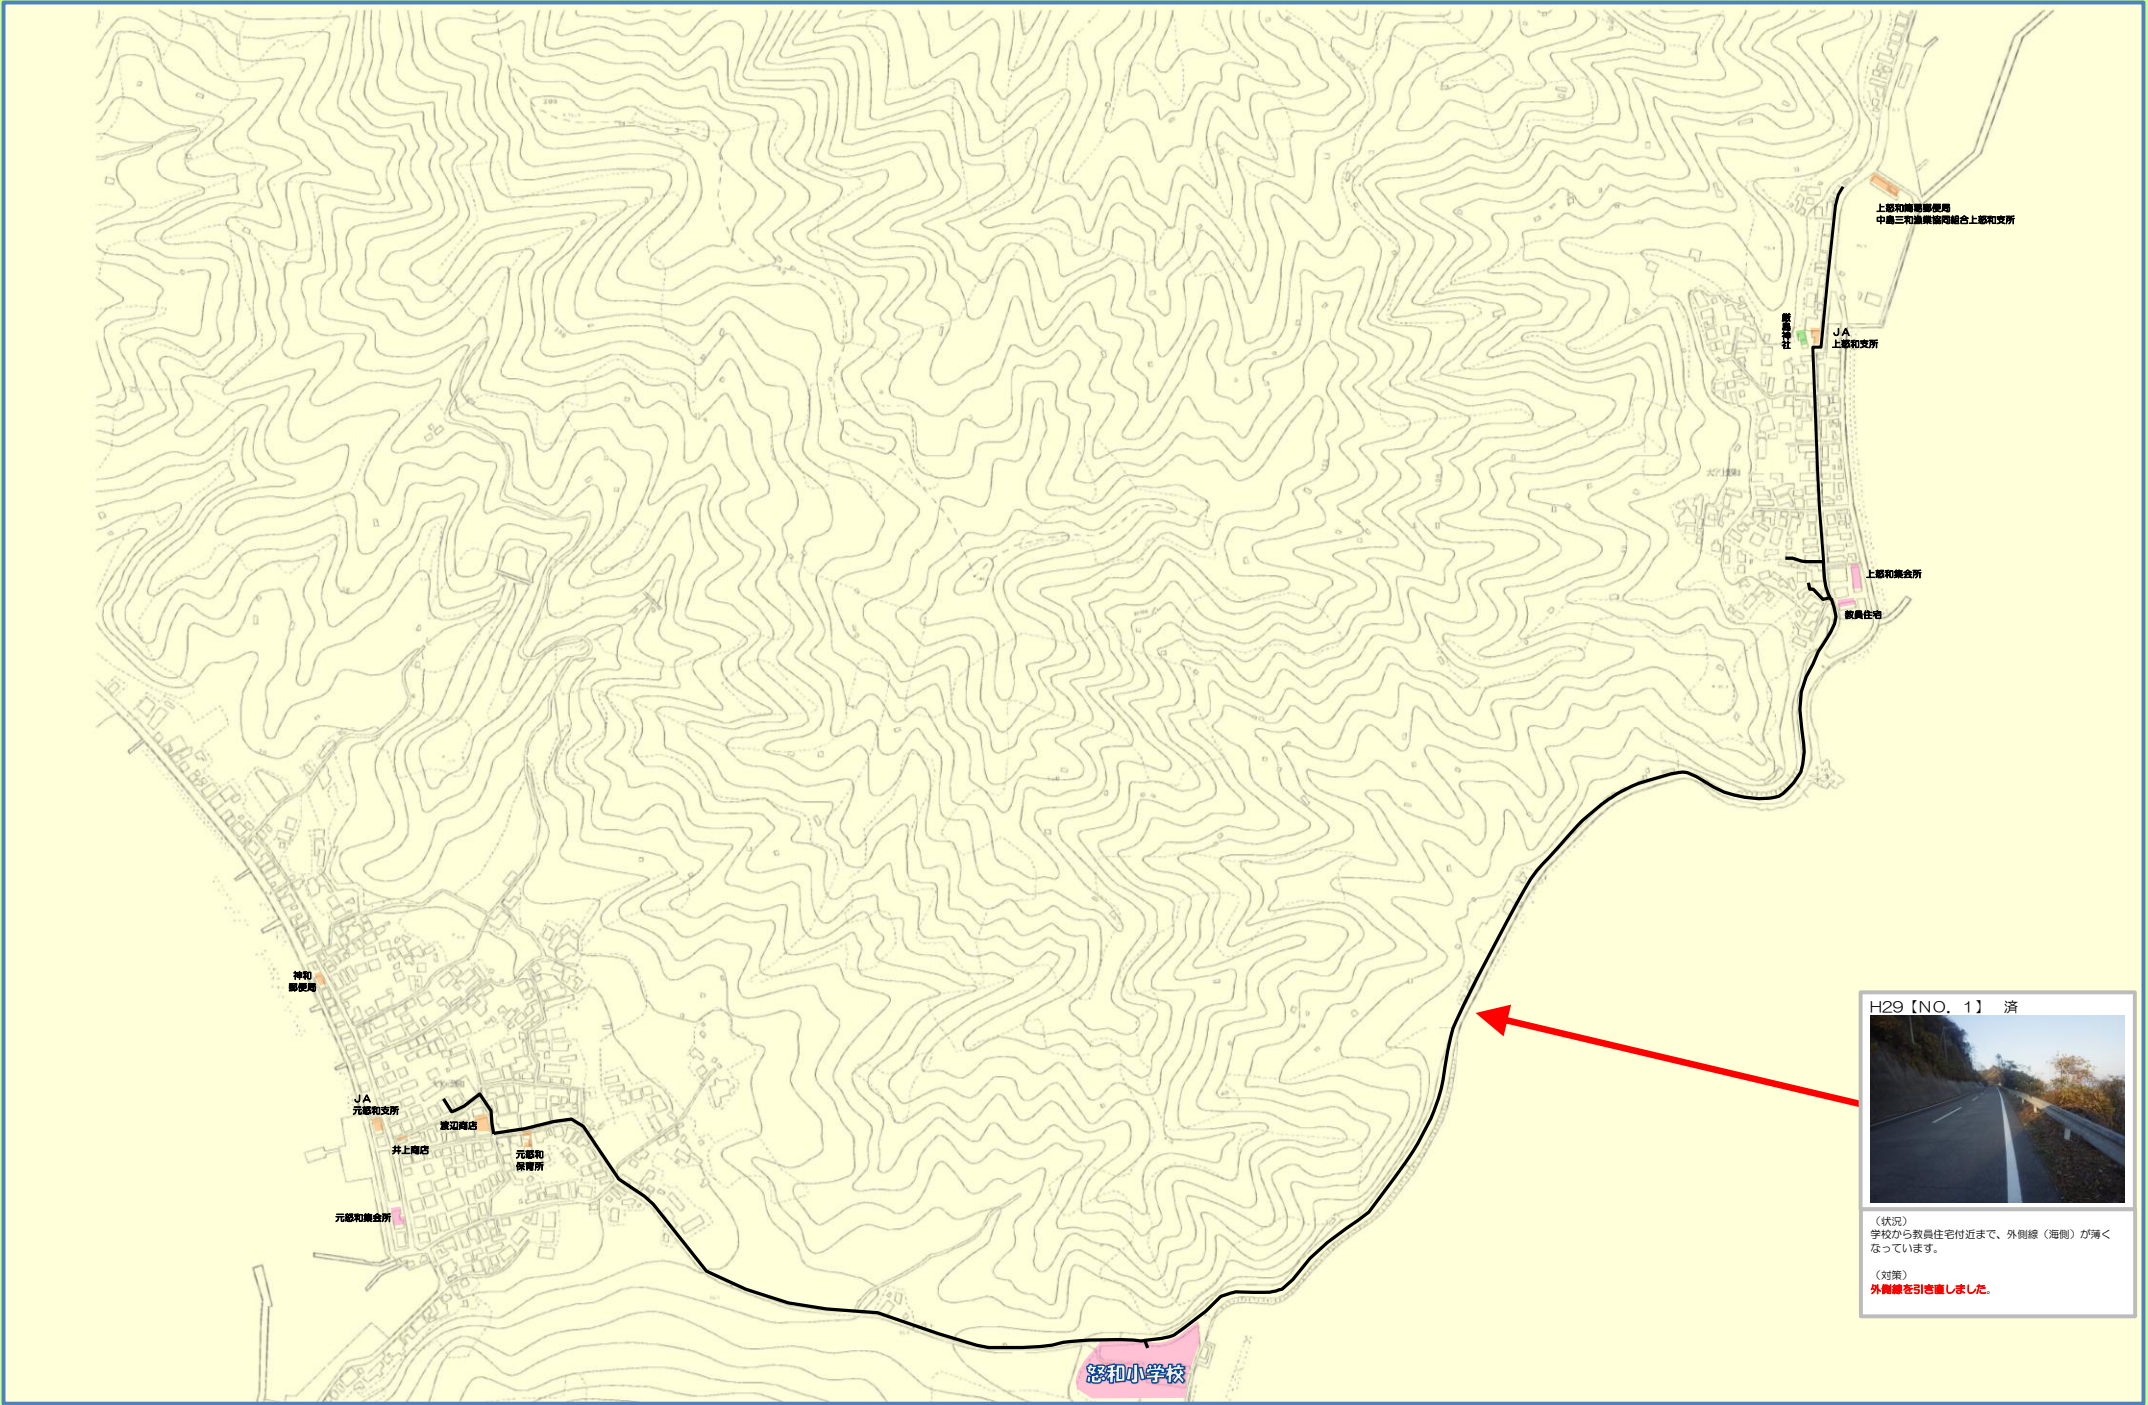 上怒和簡易郵便局
中島三和漁業協同組合上怒和支所
厳島神社
JA
上怒和支所
上怒和集会所
教員住宅
神和
郵便局
JA
元怒和支所
渡辺商店
井上商店
元怒和
保育所
元怒和集会所
怒和小学校
H29【NO．1】　済
（状況）
学校から教員住宅付近まで、外側線（海側）が薄く
なっています。
（対策）
外側線を引き直しました。